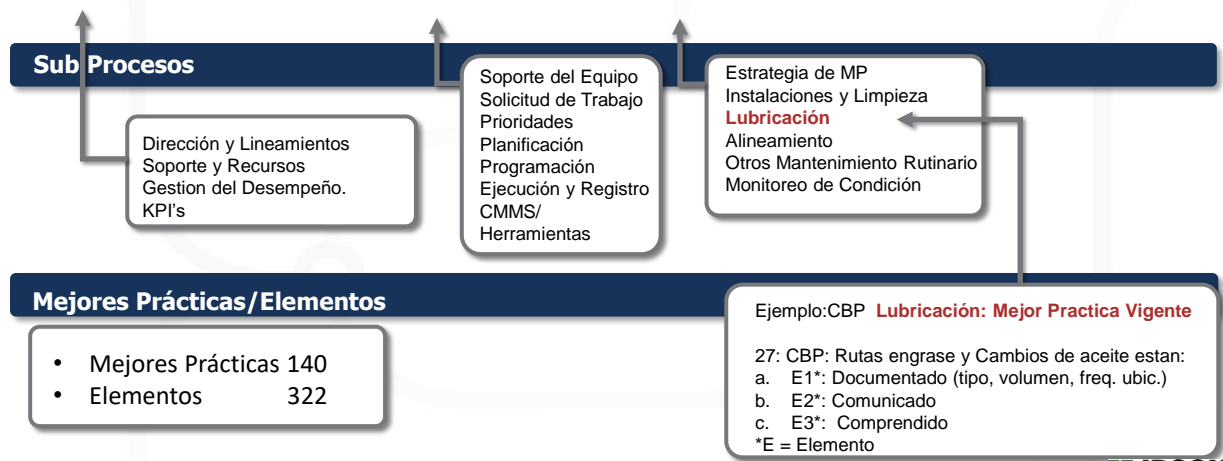 Sub Procesos
Dirección y Lineamientos
Soporte y Recursos
Gestion del Desempeño.
KPI's
Soporte del Equipo
Solicitud de Trabajo
Prioridades
Planificación
Programación
Ejecución y Registro
CMMS/
Herramientas
Estrategia de MP
Instalaciones y Limpieza
Lubricación
Alineamiento
Otros Mantenimiento Rutinario
Monitoreo de Condición
Mejores Prácticas/Elementos
• Mejores Prácticas 140
• Elementos 322
Ejemplo:CBP Lubricación: Mejor Practica Vigente
27: CBP: Rutas engrase y Cambios de aceite estan:
a. E1*: Documentado (tipo, volumen, freq. ubic.)
b. E2*: Comunicado
c. E3*: Comprendido
*E = Elemento